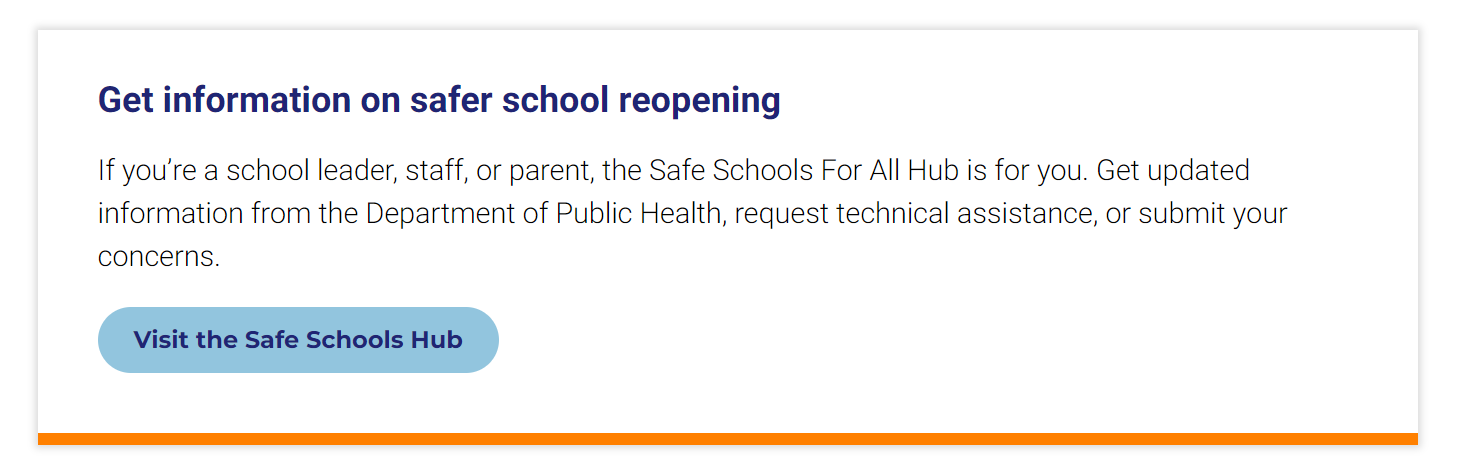 Get information on safer school reopening
If you’re a school leader, staff, or parent, the Safe Schools For All Hub is for you. Get updated
information from the Department of Public Health, request technical assistance, or submit your
concerns.
Visit the Safe Schools Hub